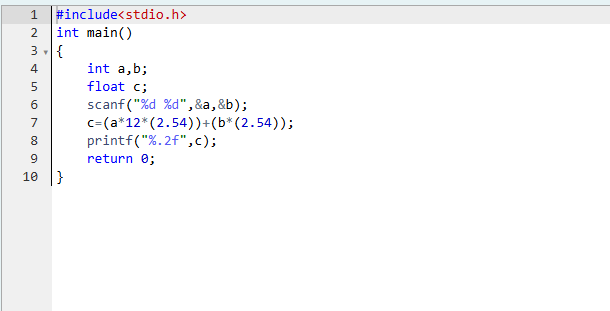 1 #include<stdio.h>
2 int main()
3 {
4 int a,b;
5 float c;
6 scanf("%d %d",&a,&b);
7 c=(a*12*(2.54))+(b*(2.54));
8 printf("%.2f",c);
9 return 0;
10 }